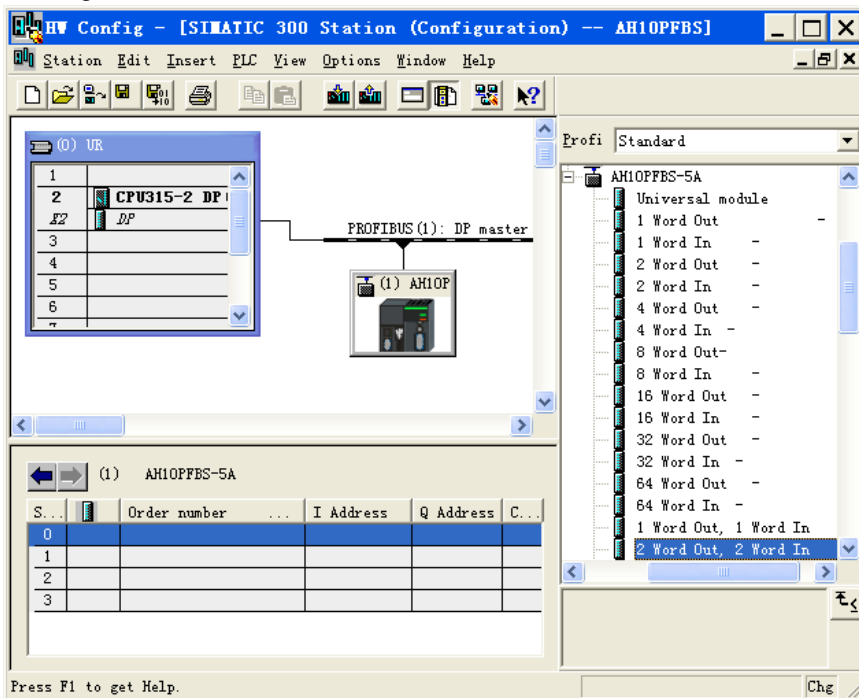 HW Config - [SIMATIC 300 Station (Configuration) -- AH10PFBS]
Station Edit Insert PLC View Options Window Help
(0) UR
1
2 CPU315-2 DP(
X2 DP
3
4
5
6
7
PROFIBUS(1): DP master
(1) AH10P
Profi Standard
AH10PFBS-5A
Universal module
1 Word Out -
1 Word In -
2 Word Out -
2 Word In -
4 Word Out -
4 Word In -
8 Word Out-
8 Word In -
16 Word Out -
16 Word In -
32 Word Out -
32 Word In -
64 Word Out -
64 Word In -
1 Word Out, 1 Word In
2 Word Out, 2 Word In
(1) AH10PFBS-5A
S... Order number ... I Address Q Address C...
0
1
2
3
Press F1 to get Help.
Chg